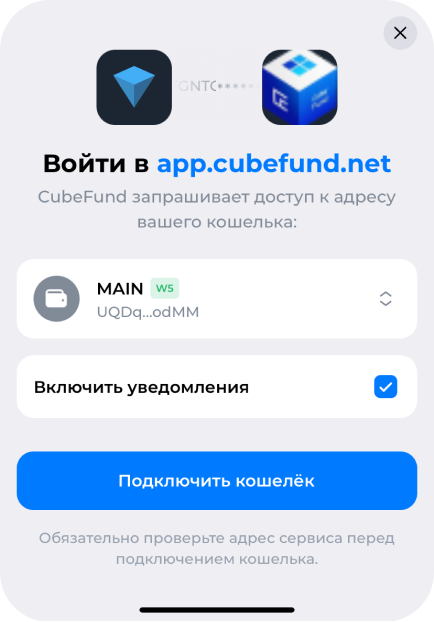 Войти в app.cubefund.net
CubeFund запрашивает доступ к адресу
вашего кошелька:
MAIN W5
UQDq...odMM
Включить уведомления
Подключить кошелёк
Обязательно проверьте адрес сервиса перед
подключением кошелька.